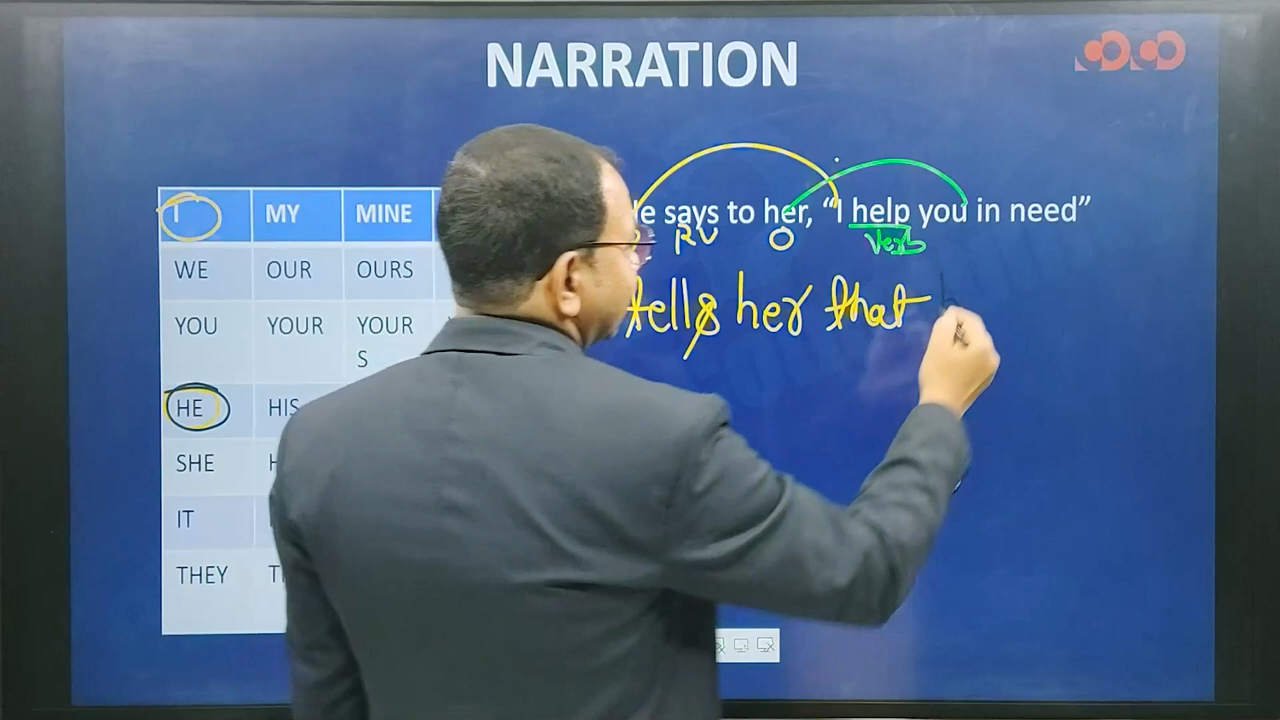 NARRATION
I MY MINE
e says to her, “I help you in need”
RV O Verb
tells her that h
WE OUR OURS
YOU YOUR YOURS
HE HIS
SHE H
IT
THEY T